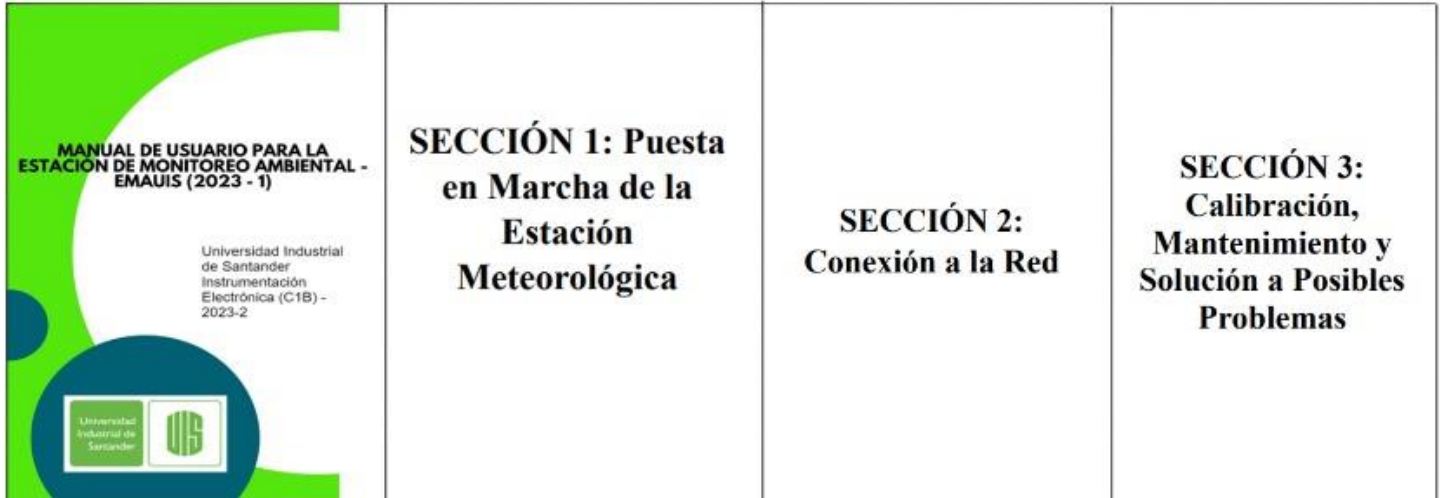 MANUAL DE USUARIO PARA LA
ESTACIÓN DE MONITOREO AMBIENTAL -
EMAUIS (2023 - 1)
Universidad Industrial
de Santander
Instrumentación
Electrónica (C1B) -
2023-2
Universidad
Industrial de
Santander
UIS
SECCIÓN 1: Puesta
en Marcha de la
Estación
Meteorológica
SECCIÓN 2:
Conexión a la Red
SECCIÓN 3:
Calibración,
Mantenimiento y
Solución a Posibles
Problemas